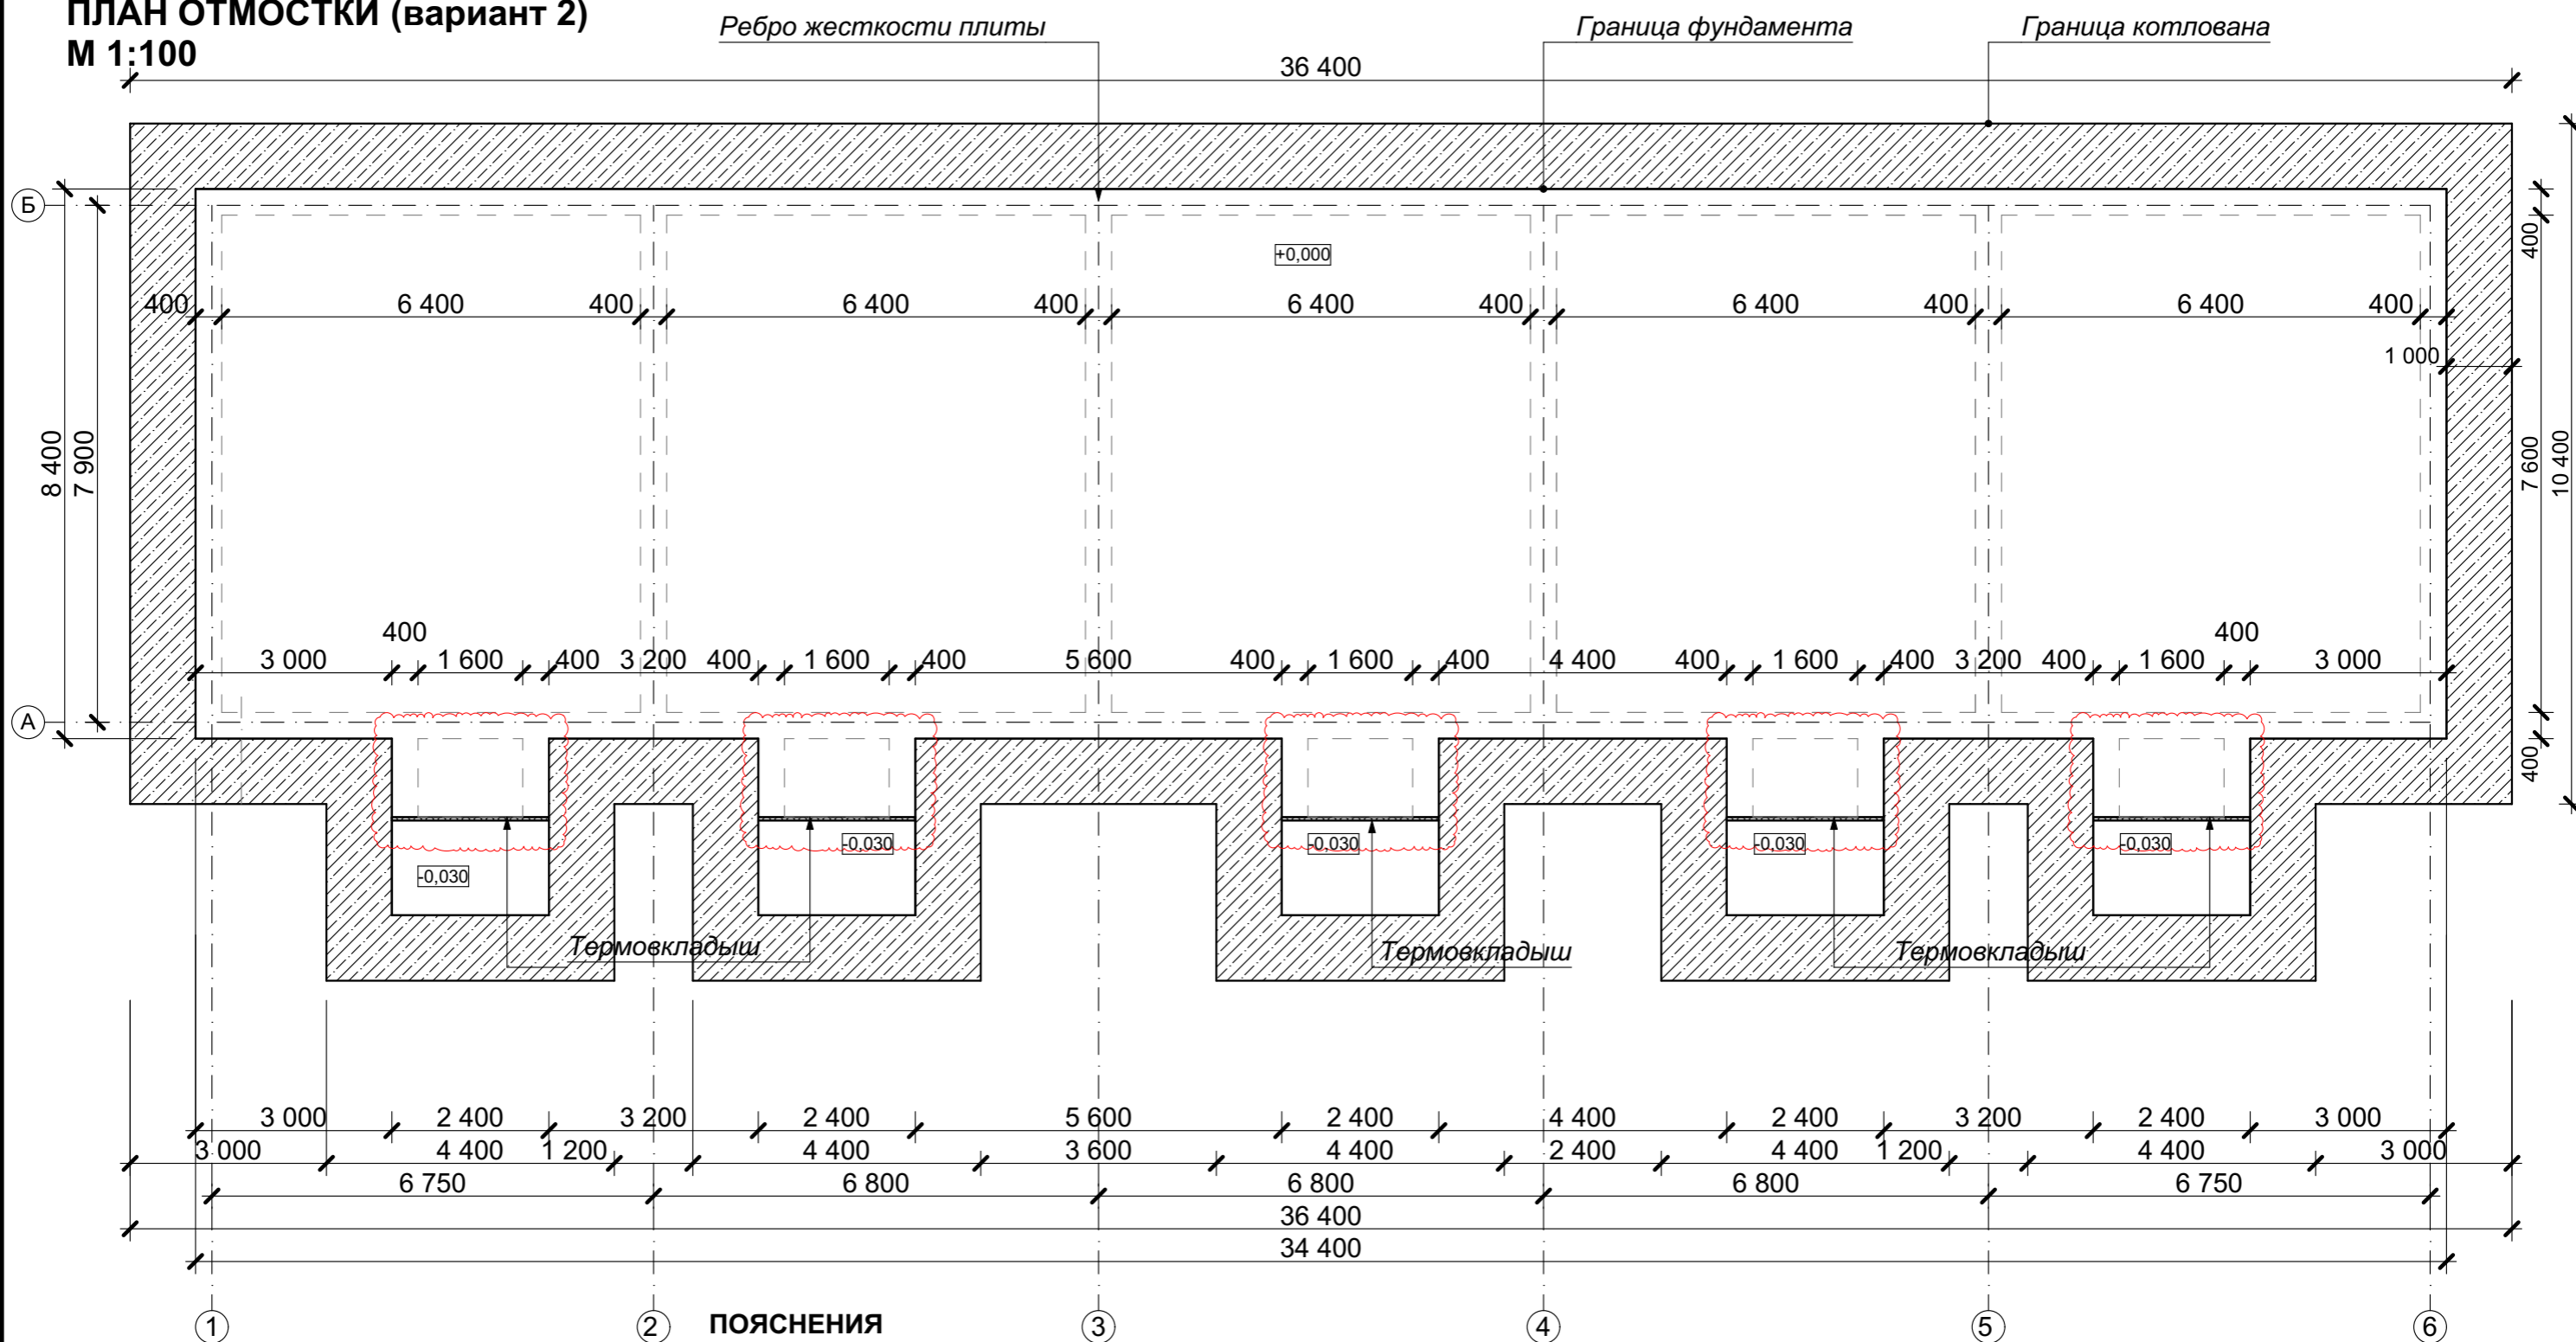 ПЛАН ОТМОСТКИ (вариант 2)
М 1:100
Ребро жесткости плиты
Граница фундамента
Граница котлована
36 400
Б
+0,000
400
400 6 400 400 6 400 400 6 400 400 6 400 400 6 400 400
1 000
8 400
7 900
7 600
10 400
400 400
3 000 1 600 400 3 200 400 1 600 400 5 600 400 1 600 400 4 400 400 1 600 400 3 200 400 1 600 3 000
А
400
-0,030 -0,030 -0,030 -0,030
-0,030
Термовкладыш Термовкладыш Термовкладыш
3 000 2 400 3 200 2 400 5 600 2 400 4 400 2 400 3 200 2 400 3 000
3 000 4 400 1 200 4 400 3 600 4 400 2 400 4 400 1 200 4 400 3 000
6 750 6 800 6 800 6 800 6 750
36 400
34 400
1 2 ПОЯСНЕНИЯ 3 4 5 6